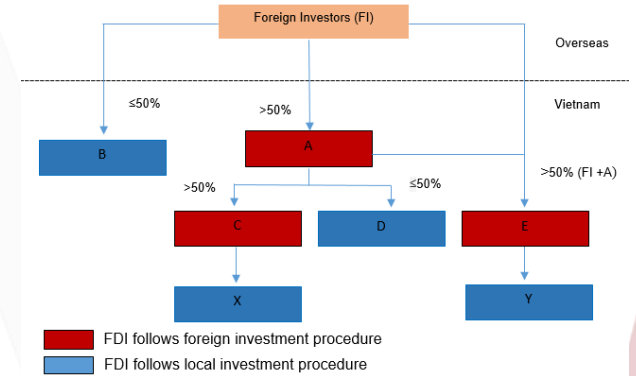 Foreign Investors (FI)
Overseas
Vietnam
≤50%
>50%
B
A
>50%
≤50%
>50% (FI +A)
C
D
E
X
Y
FDI follows foreign investment procedure
FDI follows local investment procedure